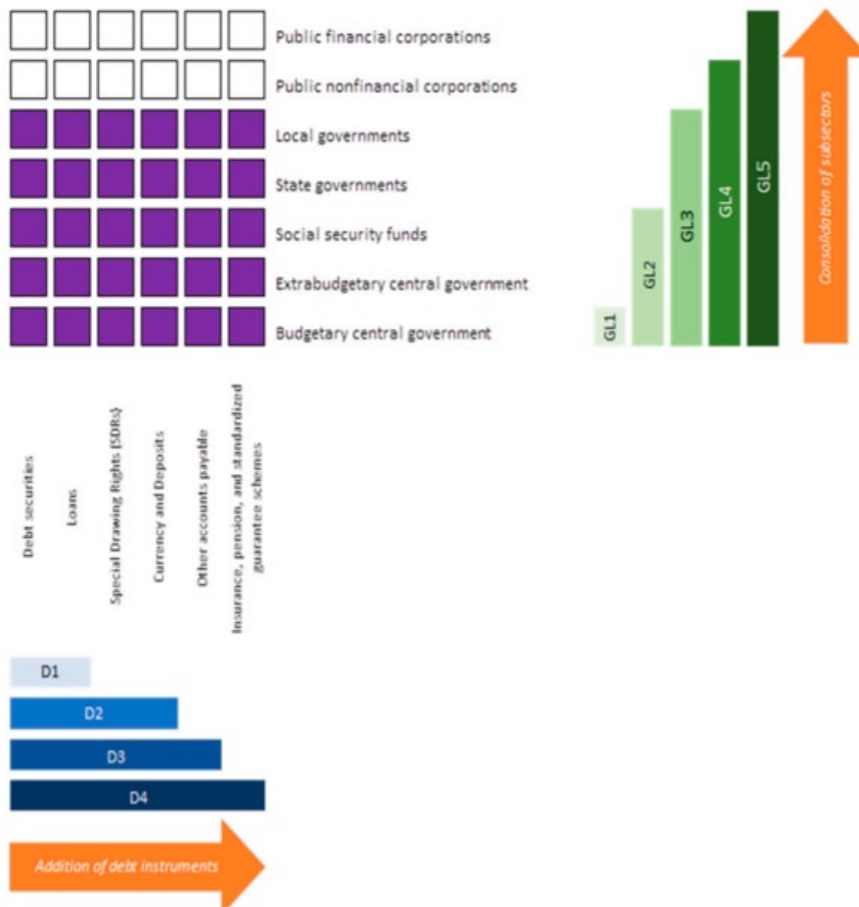 Public financial corporations
Public nonfinancial corporations
Local governments
State governments
Social security funds
Extrabudgetary central government
Budgetary central government
GL1
GL2
GL3
GL4
GL5
Consolidation of subsectors
Debt securities
Loans
Special Drawing Rights (SDRs)
Currency and Deposits
Other accounts payable
Insurance, pension, and standardized
guarantee schemes
D1
D2
D3
D4
Addition of debt instruments